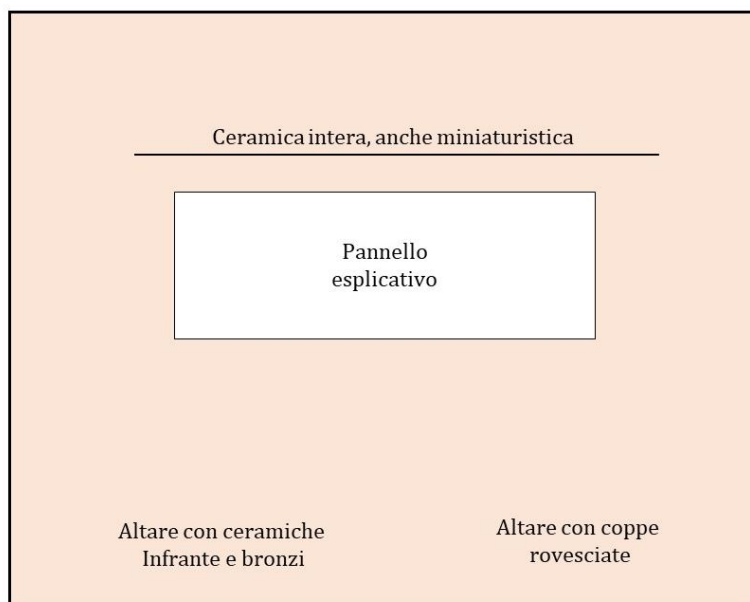 Ceramica intera, anche miniaturistica
Pannello
esplicativo
Altare con ceramiche
Infrante e bronzi
Altare con coppe
rovesciate